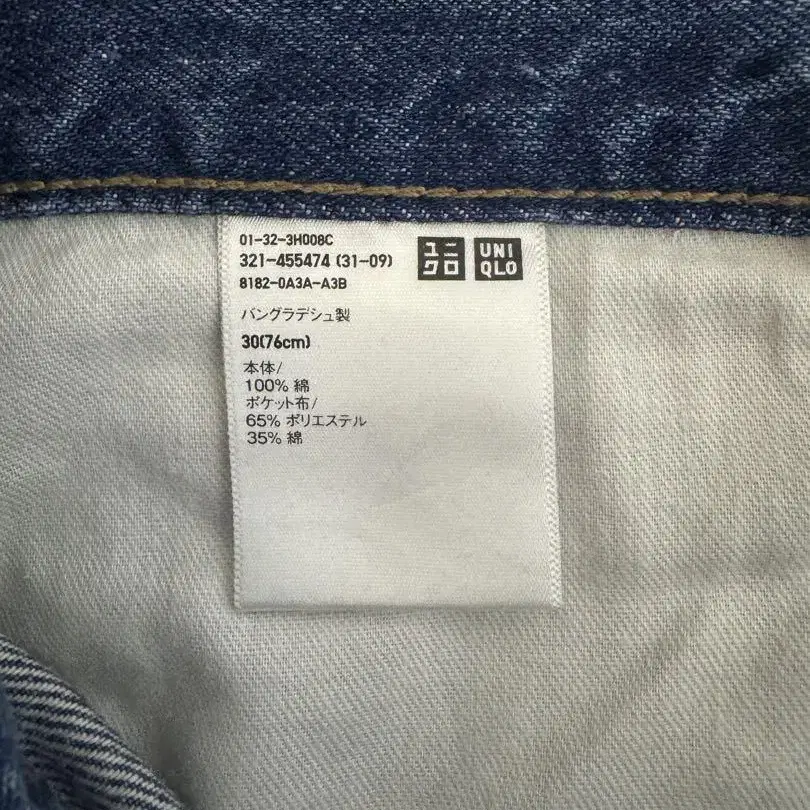 01-32-3H008C
321-455474 (31-09)
8182-0A3A-A3B
ユニ
クロ
UNI
QLO
バングラデシュ製
30(76cm)
本体/
100% 綿
ポケット布/
65% ポリエステル
35% 綿